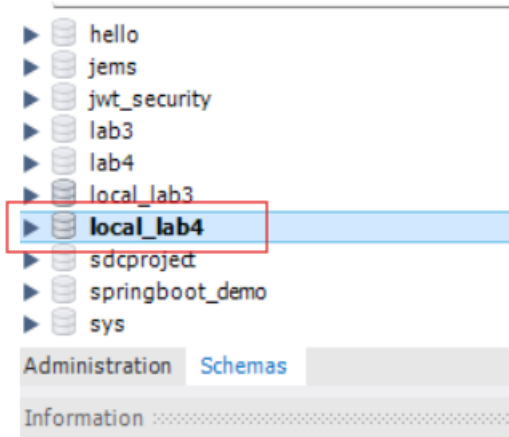 hello
jems
jwt_security
lab3
lab4
local_lab3
local_lab4
sdcproject
springboot_demo
sys
Administration Schemas
Information